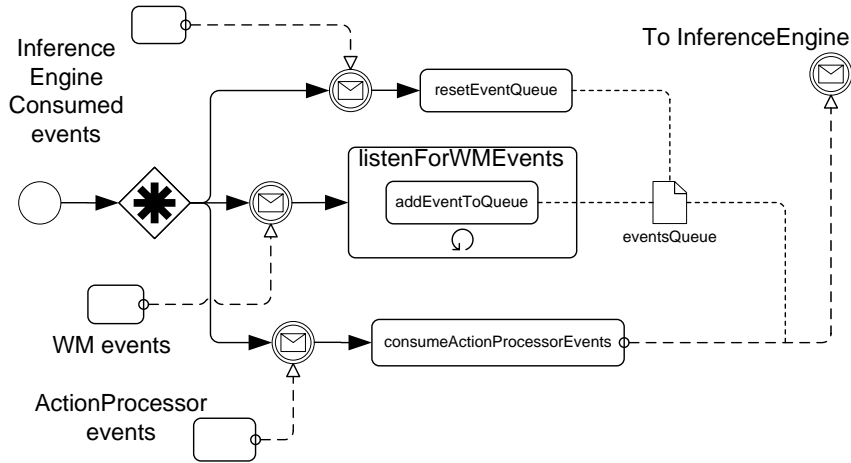 Inference
Engine
Consumed
events
To InferenceEngine
resetEventQueue
listenForWMEvents
addEventToQueue
eventsQueue
WM events
consumeActionProcessorEvents
ActionProcessor
events